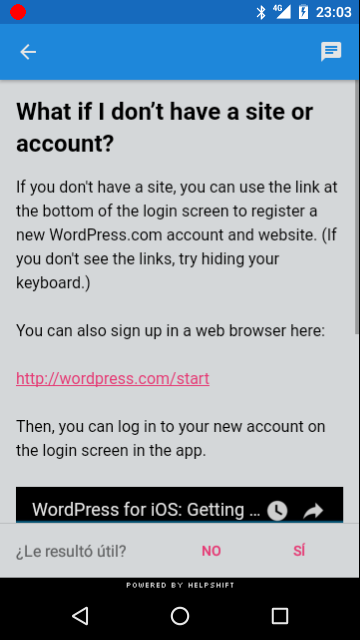 4G 23:03
What if I don’t have a site or
account?
If you don't have a site, you can use the link at
the bottom of the login screen to register a
new WordPress.com account and website. (If
you don't see the links, try hiding your
keyboard.)
You can also sign up in a web browser here:
http://wordpress.com/start
Then, you can log in to your new account on
the login screen in the app.
WordPress for iOS: Getting ...
¿Le resultó útil? NO SÍ
POWERED BY HELPSHIFT